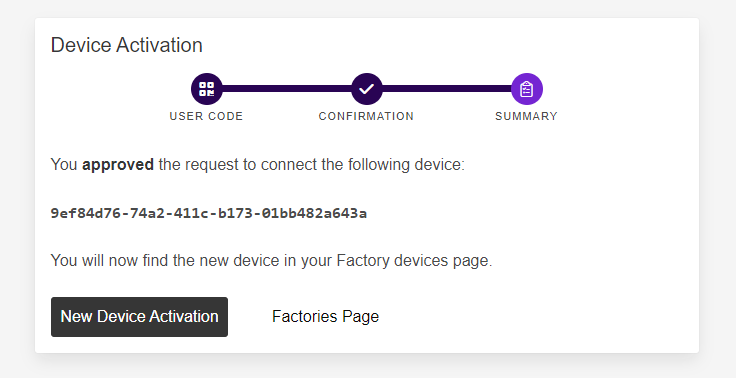 Device Activation
USER CODE
CONFIRMATION
SUMMARY
You approved the request to connect the following device:
9ef84d76-74a2-411c-b173-01bb482a643a
You will now find the new device in your Factory devices page.
New Device Activation
Factories Page